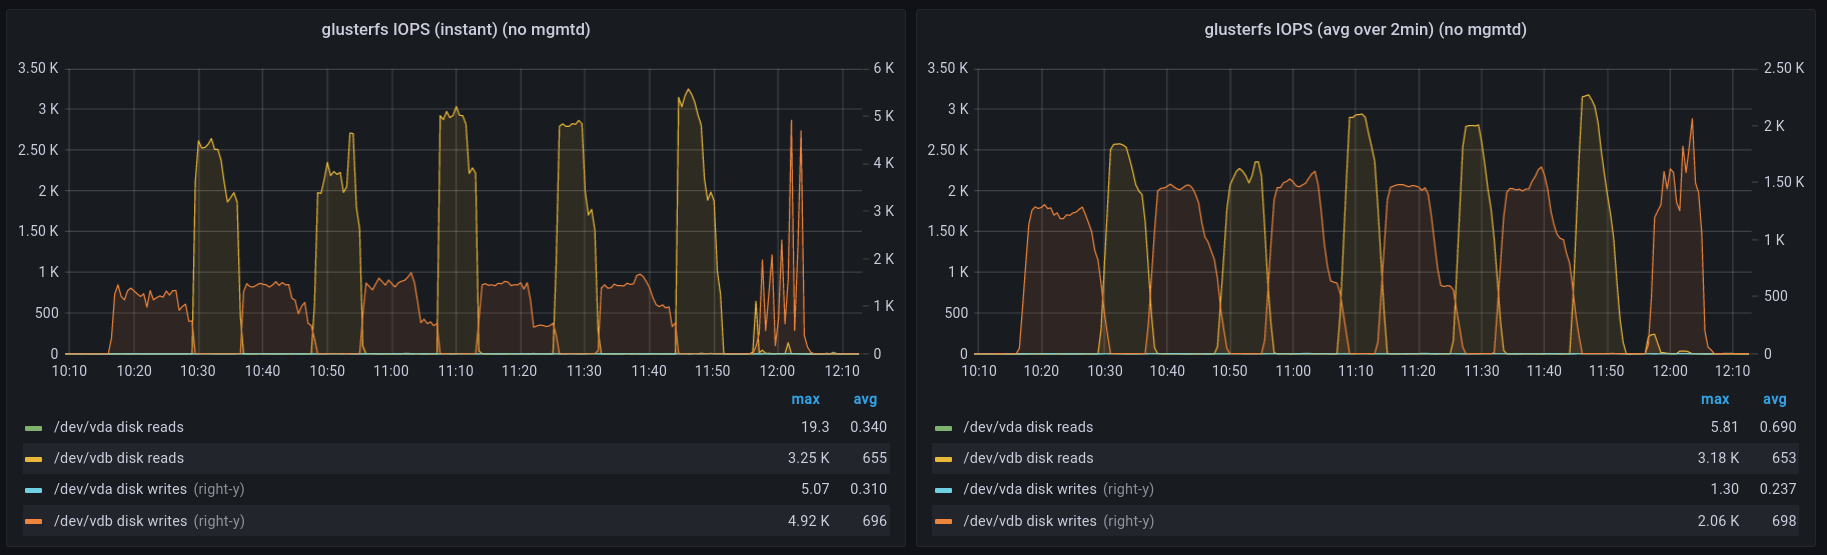 glusterfs IOPS (instant) (no mgmtd)
3.50 K
3 K
2.50 K
2 K
1.50 K
1 K
500
0
6 K
5 K
4 K
3 K
2 K
1 K
0
10:10 10:20 10:30 10:40 10:50 11:00 11:10 11:20 11:30 11:40 11:50 12:00 12:10
max avg
/dev/vda disk reads 19.3 0.340
/dev/vdb disk reads 3.25 K 655
/dev/vda disk writes (right-y) 5.07 0.310
/dev/vdb disk writes (right-y) 4.92 K 696
glusterfs IOPS (avg over 2min) (no mgmtd)
3.50 K
3 K
2.50 K
2 K
1.50 K
1 K
500
0
2.50 K
2 K
1.50 K
1 K
500
0
10:10 10:20 10:30 10:40 10:50 11:00 11:10 11:20 11:30 11:40 11:50 12:00 12:10
max avg
/dev/vda disk reads 5.81 0.690
/dev/vdb disk reads 3.18 K 653
/dev/vda disk writes (right-y) 1.30 0.237
/dev/vdb disk writes (right-y) 2.06 K 698